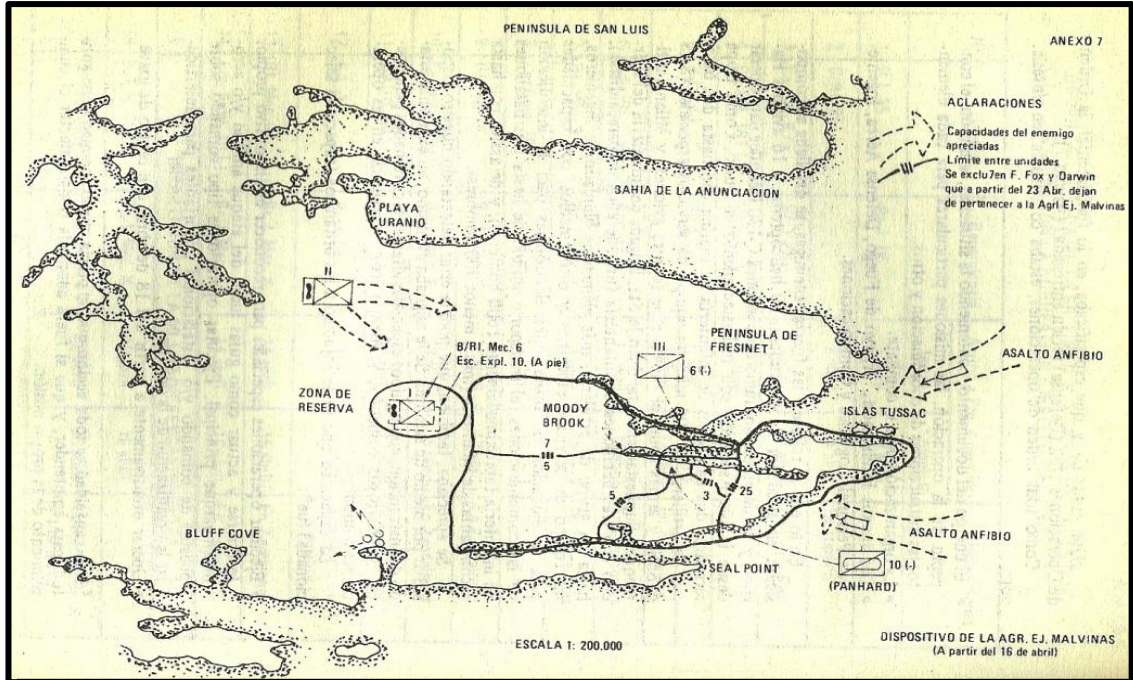 PENINSULA DE SAN LUIS
ANEXO 7
ACLARACIONES
Capacidades del enemigo
apreciadas
Límite entre unidades
Se exclu7en F. Fox y Darwin
que a partir del 23 Abr. dejan
de pertenecer a la Agrl Ej. Malvinas
BAHIA DE LA ANUNCIACION
PLAYA
URANIO
II
B/RI, Mec. 6
Esc. Expl. 10, (A pie)
PENINSULA DE
FRESINET
III
6 (-)
ASALTO ANFIBIO
ZONA DE
RESERVA
I
MOODY
BROOK
ISLAS TUSSAC
7
5
5
3
3
25
ASALTO ANFIBIO
BLUFF COVE
SEAL POINT
10 (-)
(PANHARD)
ESCALA 1: 200.000
DISPOSITIVO DE LA AGR. EJ. MALVINAS
(A partir del 16 de abril)